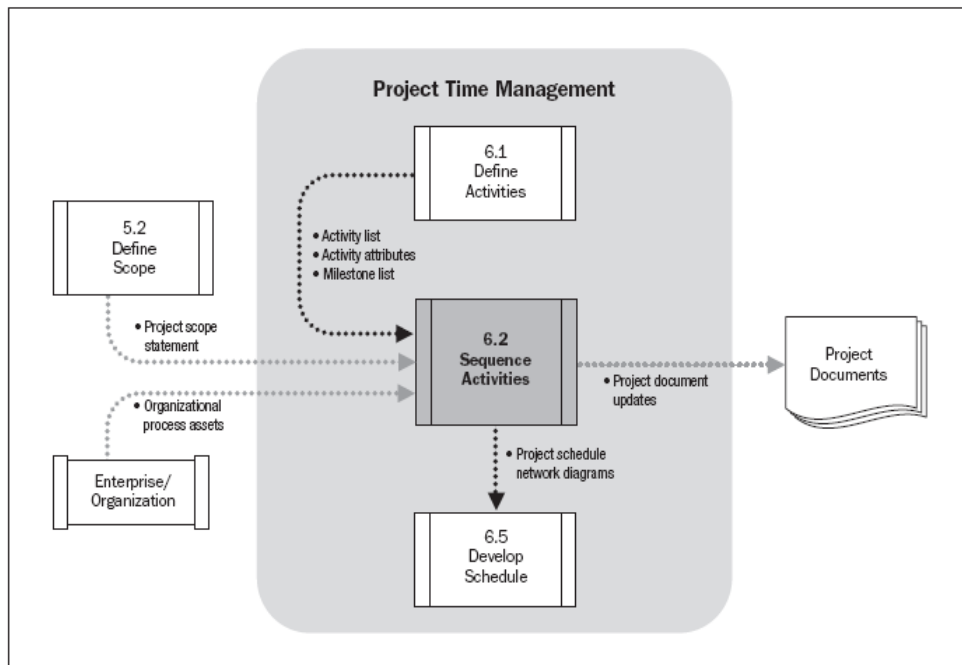 Project Time Management
6.1
Define
Activities
5.2
Define
Scope
• Activity list
• Activity attributes
• Milestone list
• Project scope
statement
6.2
Sequence
Activities
Project
Documents
• Project document
updates
• Organizational
process assets
Enterprise/
Organization
• Project schedule
network diagrams
6.5
Develop
Schedule